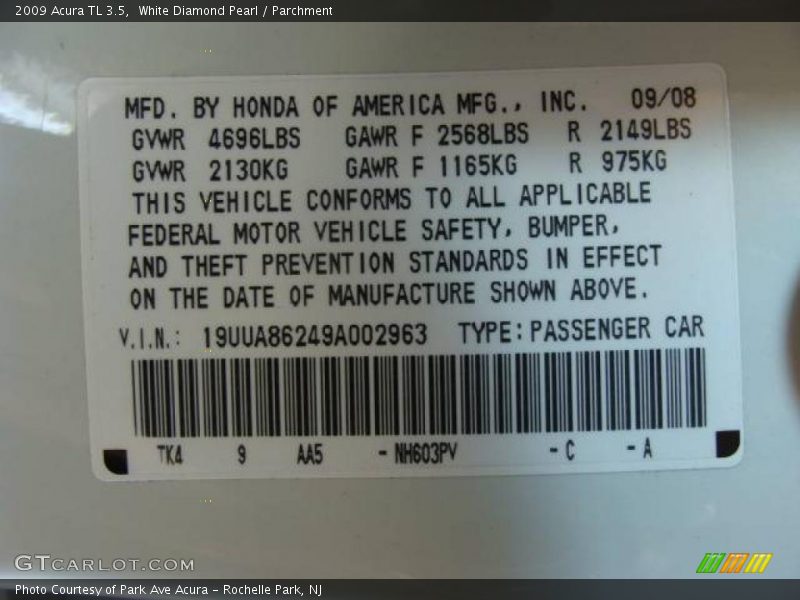 2009 Acura TL 3.5,  White Diamond Pearl / Parchment
MFD. BY HONDA OF AMERICA MFG., INC. 09/08
GVWR 4696LBS GAWR F 2568LBS R 2149LBS
GVWR 2130KG GAWR F 1165KG R 975KG
THIS VEHICLE CONFORMS TO ALL APPLICABLE
FEDERAL MOTOR VEHICLE SAFETY, BUMPER,
AND THEFT PREVENTION STANDARDS IN EFFECT
ON THE DATE OF MANUFACTURE SHOWN ABOVE.
V.I.N.: 19UUA86249A002963 TYPE: PASSENGER CAR
TK4 9 AA5 - NH603PV - C - A
GTCARLOT.COM
Photo Courtesy of Park Ave Acura - Rochelle Park, NJ